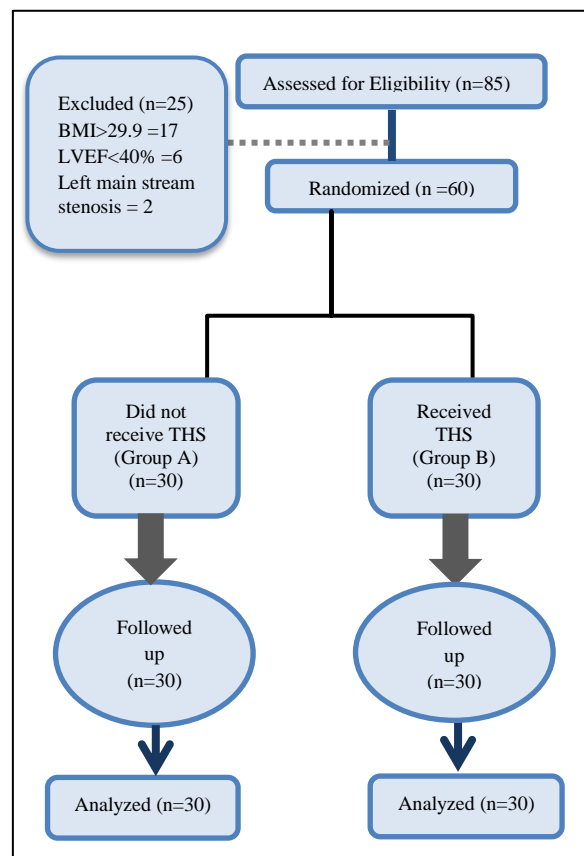 Assessed for Eligibility (n=85)
Excluded (n=25)
BMI>29.9 =17
LVEF<40% =6
Left main stream
stenosis = 2
Randomized (n =60)
Did not
receive THS
(Group A)
(n=30)
Received
THS
(Group B)
(n=30)
Followed
up
(n=30)
Followed
up
(n=30)
Analyzed (n=30)
Analyzed (n=30)